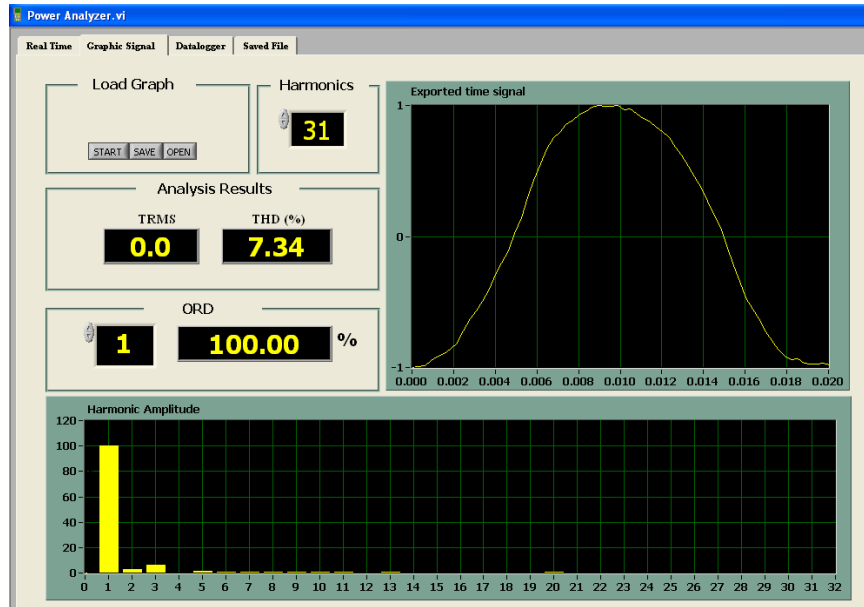 Power Analyzer.vi
Real Time Graphic Signal Datalogger Saved File
Load Graph
START SAVE OPEN
Harmonics
31
Analysis Results
TRMS THD (%)
0.0 7.34
ORD
1 100.00 %
Exported time signal
1
0
-1
0.000 0.002 0.004 0.006 0.008 0.010 0.012 0.014 0.016 0.018 0.020
Harmonic Amplitude
120
100
80
60
40
20
0
0 1 2 3 4 5 6 7 8 9 10 11 12 13 14 15 16 17 18 19 20 21 22 23 24 25 26 27 28 29 30 31 32